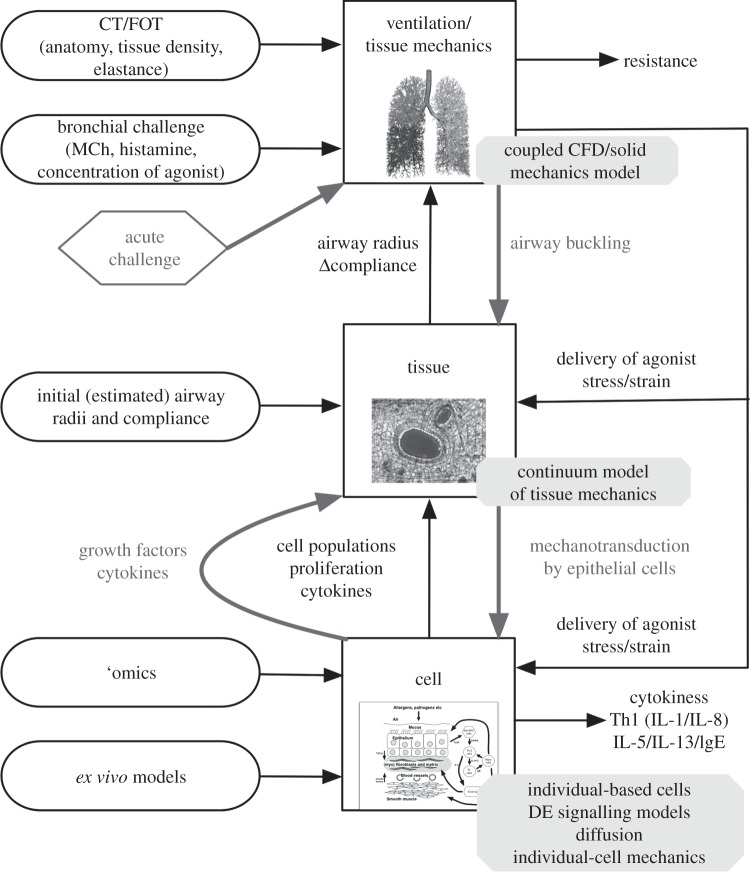 CT/FOT
(anatomy, tissue density,
elastance)
ventilation/
tissue mechanics
resistance
bronchial challenge
(MCh, histamine,
concentration of agonist)
coupled CFD/solid
mechanics model
acute
challenge
airway radius
Δcompliance
airway buckling
tissue
delivery of agonist
stress/strain
initial (estimated) airway
radii and compliance
continuum model
of tissue mechanics
growth factors
cytokines
cell populations
proliferation
cytokines
mechanotransduction
by epithelial cells
delivery of agonist
stress/strain
‘omics
cell
cytokiness
Th1 (IL-1/IL-8)
IL-5/IL-13/lgE
Allergens, pathogens etc
Air
Mucus
Epithelium
(myo) fibroblasts and matrix
Blood vessels
Smooth muscle
ex vivo models
individual-based cells
DE signalling models
diffusion
individual-cell mechanics